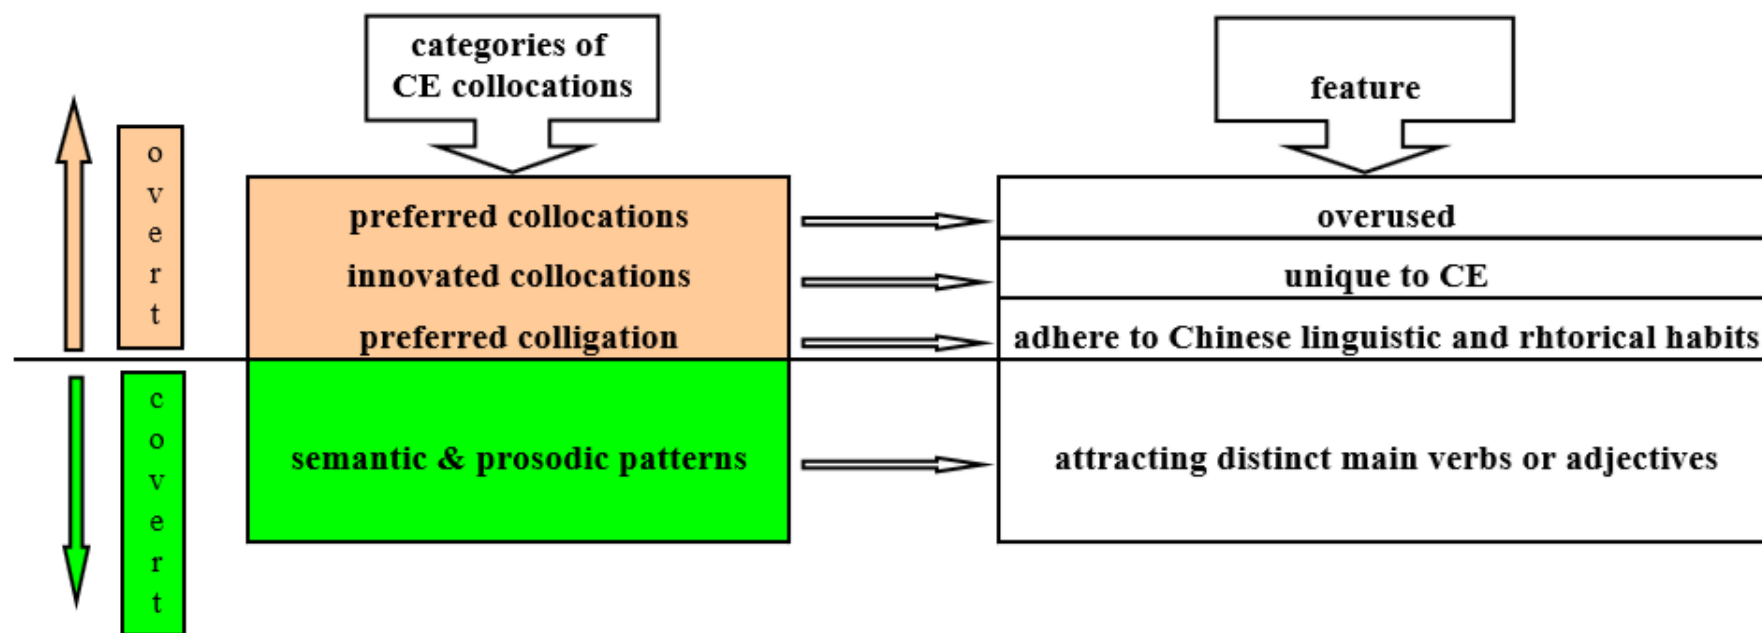 categories of
CE collocations
feature
overt
preferred collocations
overused
innovated collocations
unique to CE
preferred colligation
adhere to Chinese linguistic and rhtorical habits
covert
semantic & prosodic patterns
attracting distinct main verbs or adjectives